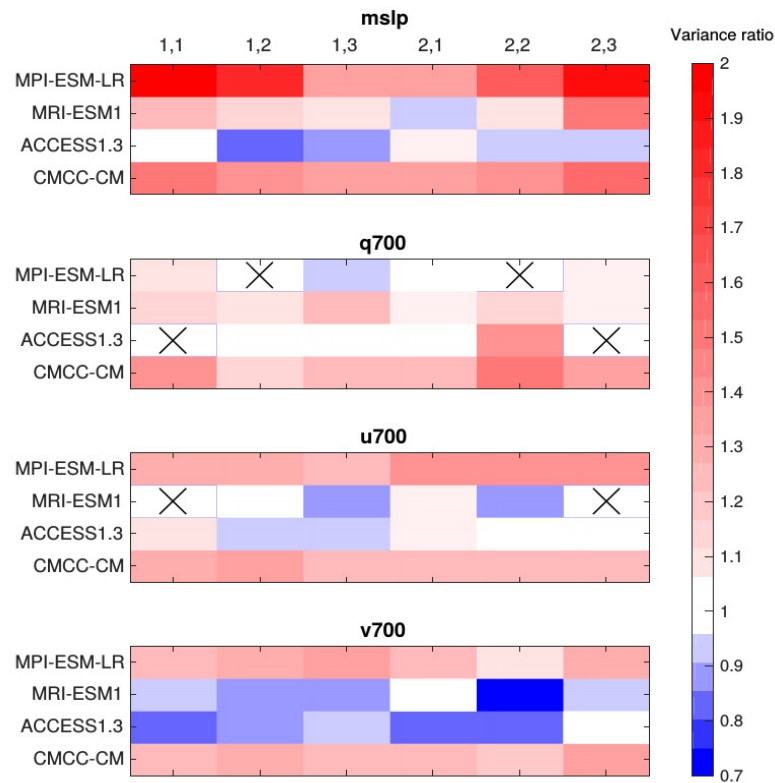 mslp
Variance ratio
1,1 1,2 1,3 2,1 2,2 2,3
MPI-ESM-LR
MRI-ESM1
ACCESS1.3
CMCC-CM
q700
MPI-ESM-LR
MRI-ESM1
ACCESS1.3
CMCC-CM
u700
MPI-ESM-LR
MRI-ESM1
ACCESS1.3
CMCC-CM
v700
MPI-ESM-LR
MRI-ESM1
ACCESS1.3
CMCC-CM
2
1.9
1.8
1.7
1.6
1.5
1.4
1.3
1.2
1.1
1
0.9
0.8
0.7